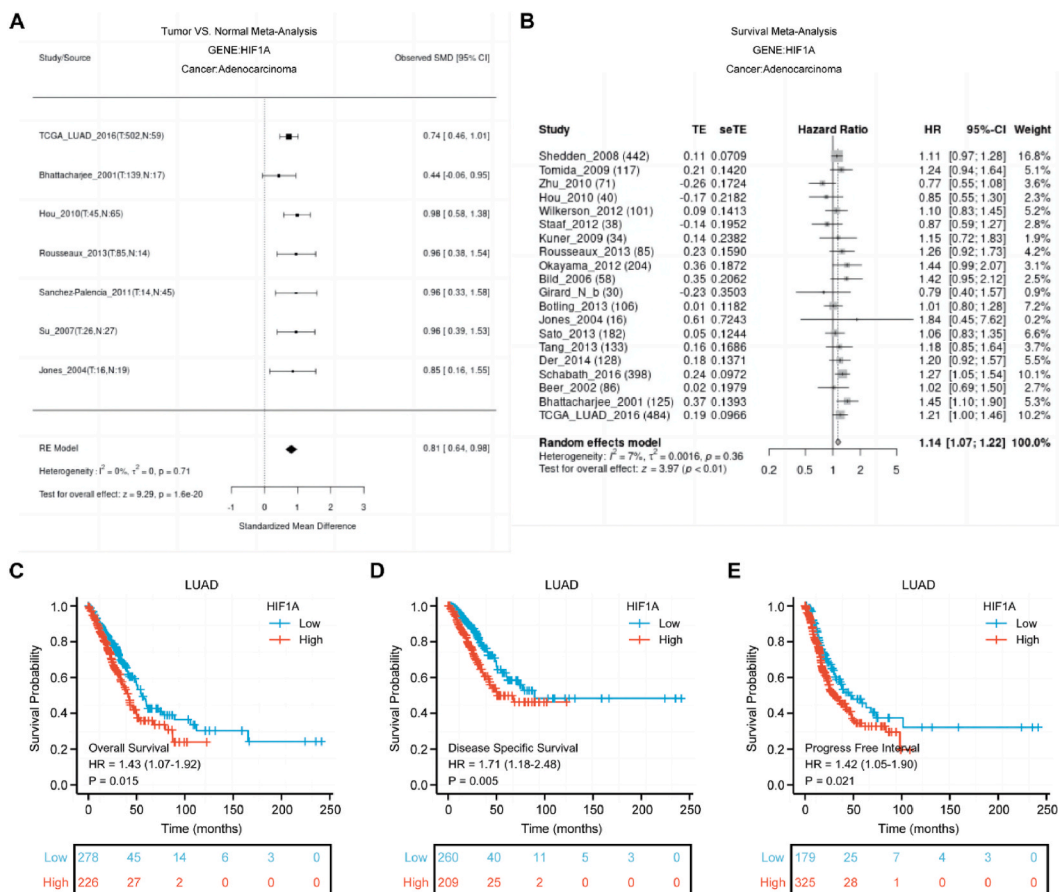 A
Tumor VS. Normal Meta-Analysis
GENE:HIF1A
Cancer:Adenocarcinoma
Study/Source Observed SMD [95% CI]
TCGA_LUAD_2016(T:502,N:59) 0.74 [ 0.46, 1.01]
Bhattacharjee_2001(T:139,N:17) 0.44 [-0.06, 0.95]
Hou_2010(T:45,N:65) 0.98 [ 0.58, 1.38]
Rousseaux_2013(T:85,N:14) 0.96 [ 0.38, 1.54]
Sanchez-Palencia_2011(T:14,N:45) 0.96 [ 0.33, 1.58]
Su_2007(T:26,N:27) 0.96 [ 0.39, 1.53]
Jones_2004(T:16,N:19) 0.85 [ 0.16, 1.55]
RE Model 0.81 [ 0.64, 0.98]
Heterogeneity: I² = 0%, τ² = 0, p = 0.71
Test for overall effect: z = 9.29, p = 1.6e-20
-1 0 1 2 3
Standardized Mean Difference
B
Survival Meta-Analysis
GENE:HIF1A
Cancer:Adenocarcinoma
Study TE seTE Hazard Ratio HR 95%-CI Weight
Shedden_2008 (442) 0.11 0.0709 1.11 [0.97; 1.28] 16.8%
Tomida_2009 (117) 0.21 0.1420 1.24 [0.94; 1.64] 5.1%
Zhu_2010 (71) -0.26 0.1724 0.77 [0.55; 1.08] 3.6%
Hou_2010 (40) -0.17 0.2182 0.85 [0.55; 1.30] 2.3%
Wilkerson_2012 (101) 0.09 0.1413 1.10 [0.83; 1.45] 5.2%
Staaf_2012 (38) -0.14 0.1952 0.87 [0.59; 1.27] 2.8%
Kuner_2009 (34) 0.14 0.2382 1.15 [0.72; 1.83] 1.9%
Rousseaux_2013 (85) 0.23 0.1590 1.26 [0.92; 1.73] 4.2%
Okayama_2012 (204) 0.36 0.1872 1.44 [0.99; 2.07] 3.1%
Bild_2006 (58) 0.35 0.2062 1.42 [0.95; 2.12] 2.5%
Girard_N_b (30) -0.23 0.3503 0.79 [0.40; 1.57] 0.9%
Botling_2013 (106) 0.01 0.1182 1.01 [0.80; 1.28] 7.2%
Jones_2004 (16) 0.61 0.7243 1.84 [0.45; 7.62] 0.2%
Sato_2013 (182) 0.05 0.1244 1.06 [0.83; 1.35] 6.6%
Tang_2013 (133) 0.16 0.1686 1.18 [0.85; 1.64] 3.7%
Der_2014 (128) 0.18 0.1371 1.20 [0.92; 1.57] 5.5%
Schabath_2016 (398) 0.24 0.0972 1.27 [1.05; 1.54] 10.1%
Beer_2002 (86) 0.02 0.1979 1.02 [0.69; 1.50] 2.7%
Bhattacharjee_2001 (125) 0.37 0.1393 1.45 [1.10; 1.90] 5.3%
TCGA_LUAD_2016 (484) 0.19 0.0966 1.21 [1.00; 1.46] 10.2%
Random effects model 1.14 [1.07; 1.22] 100.0%
Heterogeneity: I² = 7%, τ² = 0.0016, p = 0.36
Test for overall effect: z = 3.97 (p < 0.01)
0.2 0.5 1 2 5
C
LUAD
HIF1A
Low
High
Survival Probability
1.0
0.8
0.6
0.4
0.2
0.0
Overall Survival
HR = 1.43 (1.07-1.92)
P = 0.015
0 50 100 150 200 250
Time (months)
Low 278 45 14 6 3 0
High 226 27 2 0 0 0
D
LUAD
HIF1A
Low
High
Survival Probability
1.0
0.8
0.6
0.4
0.2
0.0
Disease Specific Survival
HR = 1.71 (1.18-2.48)
P = 0.005
0 50 100 150 200 250
Time (months)
Low 260 40 11 5 3 0
High 209 25 2 0 0 0
E
LUAD
HIF1A
Low
High
Survival Probability
1.0
0.8
0.6
0.4
0.2
0.0
Progress Free Interval
HR = 1.42 (1.05-1.90)
P = 0.021
0 50 100 150 200 250
Time (months)
Low 179 25 7 4 3 0
High 325 28 1 0 0 0